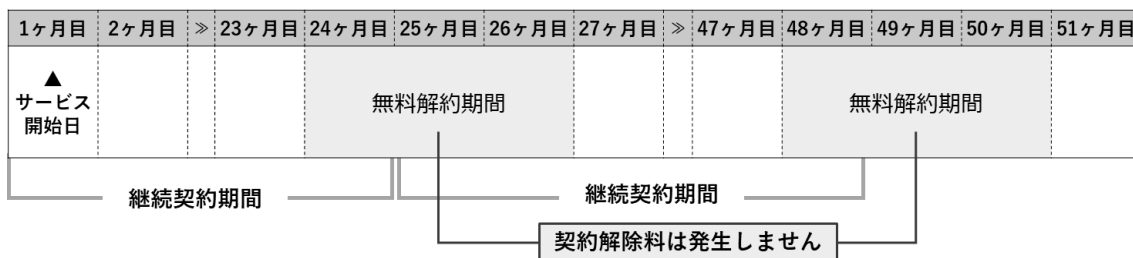 1ヶ月目 2ヶ月目 ≫ 23ヶ月目 24ヶ月目 25ヶ月目 26ヶ月目 27ヶ月目 ≫ 47ヶ月目 48ヶ月目 49ヶ月目 50ヶ月目 51ヶ月目
▲
サービス
開始日
無料解約期間 無料解約期間
継続契約期間 継続契約期間
契約解除料は発生しません